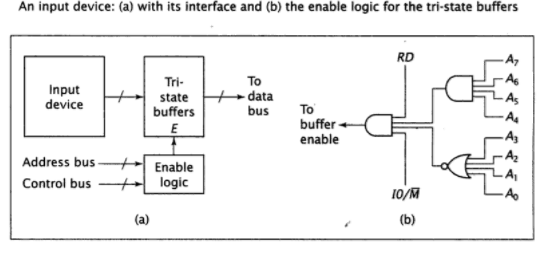 An input device: (a) with its interface and (b) the enable logic for the tri-state buffers
Input
device
Tri-
state
buffers
E
To
data
bus
Address bus
Control bus
Enable
logic
(a)
RD
To
buffer
enable
IO/M̅
A₇
A₆
A₅
A₄
A₃
A₂
A₁
A₀
(b)